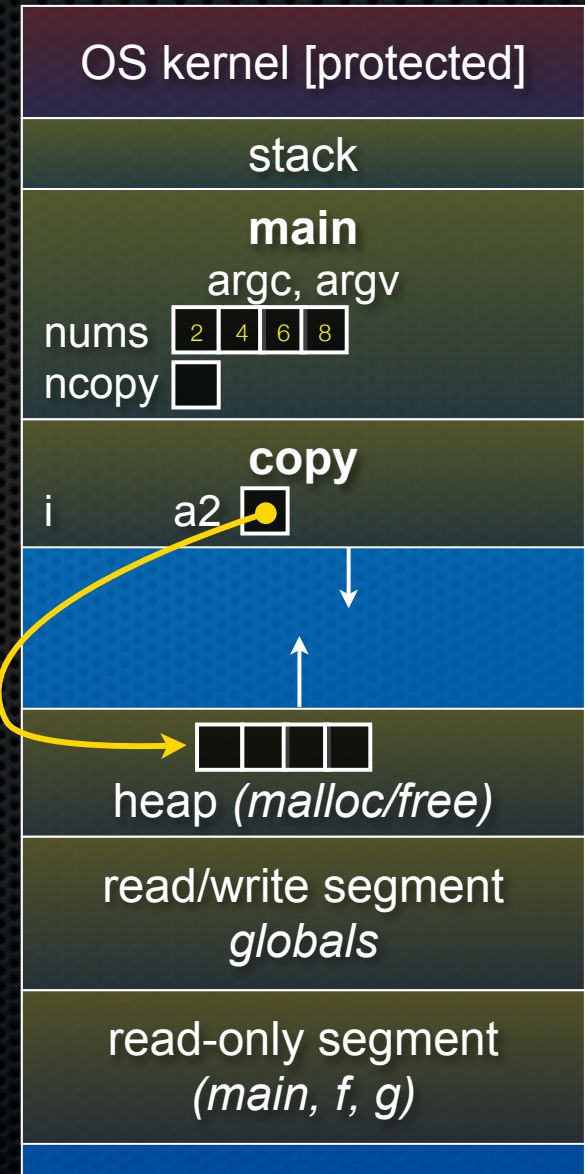 OS kernel [protected]
stack
main
argc, argv
nums 2 4 6 8
ncopy
copy
i a2
heap (malloc/free)
read/write segment
globals
read-only segment
(main, f, g)